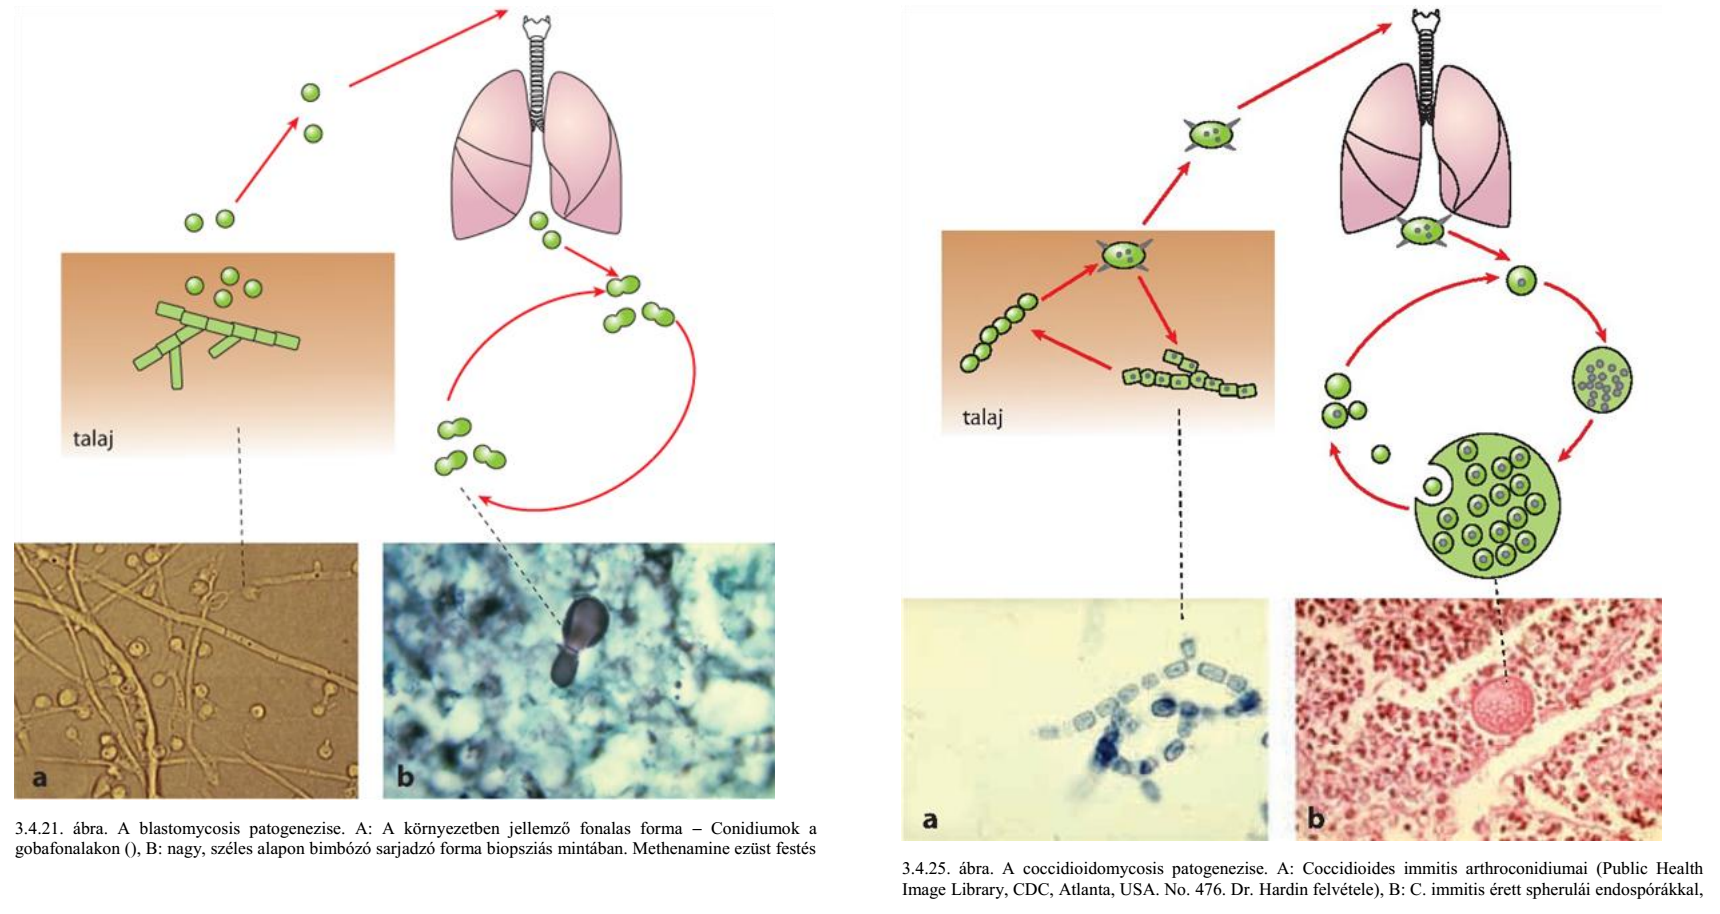 talaj
a
b
3.4.21. ábra. A blastomycosis patogenezise. A: A környezetben jellemző fonalas forma – Conidiumok a
gobafonalakon (), B: nagy, széles alapon bimbózó sarjadzó forma biopsziás mintában. Methenamine ezüst festés
talaj
a
b
3.4.25. ábra. A coccidioidomycosis patogenezise. A: Coccidioides immitis arthroconidiumai (Public Health
Image Library, CDC, Atlanta, USA. No. 476. Dr. Hardin felvétele), B: C. immitis érett spherulái endospórákkal,